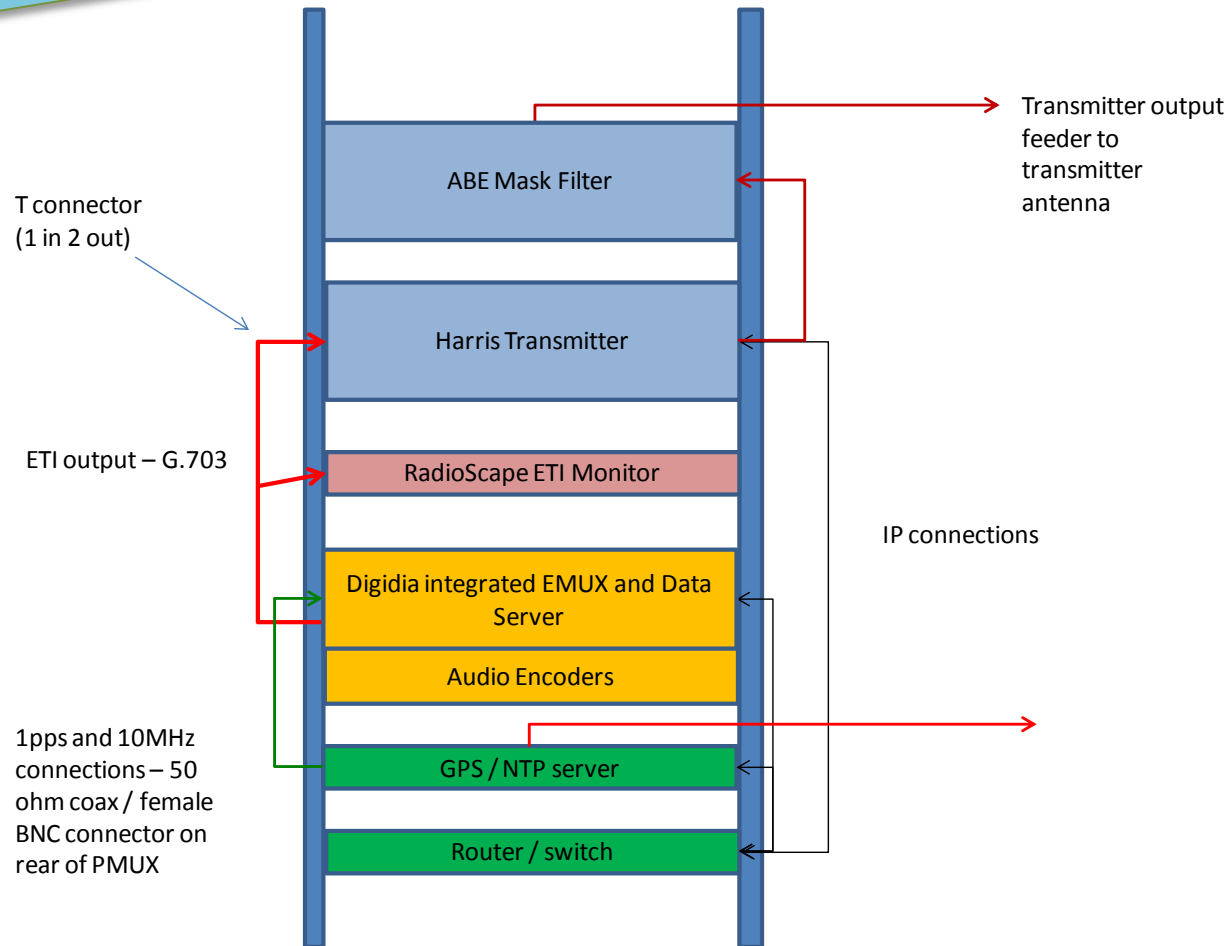 Transmitter output
feeder to
transmitter
antenna
ABE Mask Filter
T connector
(1 in 2 out)
Harris Transmitter
ETI output – G.703
RadioScape ETI Monitor
IP connections
Digidia integrated EMUX and Data
Server
Audio Encoders
1pps and 10MHz
connections – 50
ohm coax / female
BNC connector on
rear of PMUX
GPS / NTP server
Router / switch